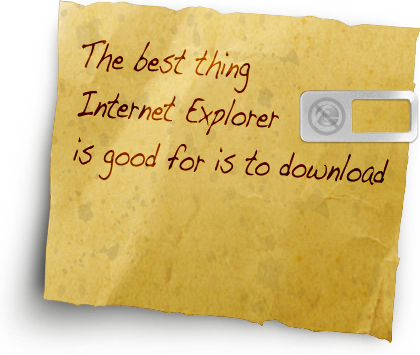 The best thing
Internet Explorer
is good for is to download